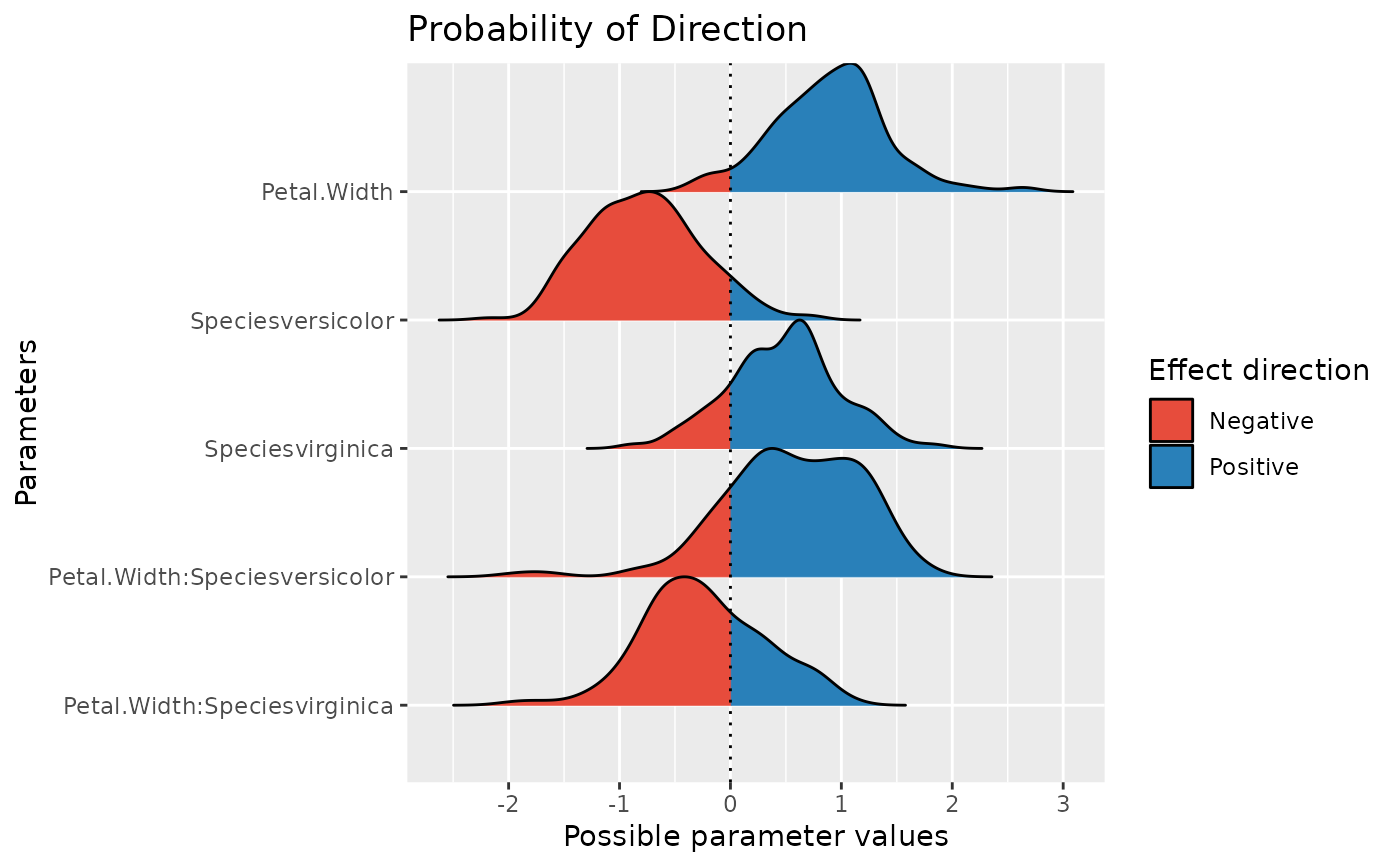 Probability of Direction
Parameters
Petal.Width
Speciesversicolor
Speciesvirginica
Petal.Width:Speciesversicolor
Petal.Width:Speciesvirginica
-2 -1 0 1 2 3
Possible parameter values
Effect direction
Negative
Positive